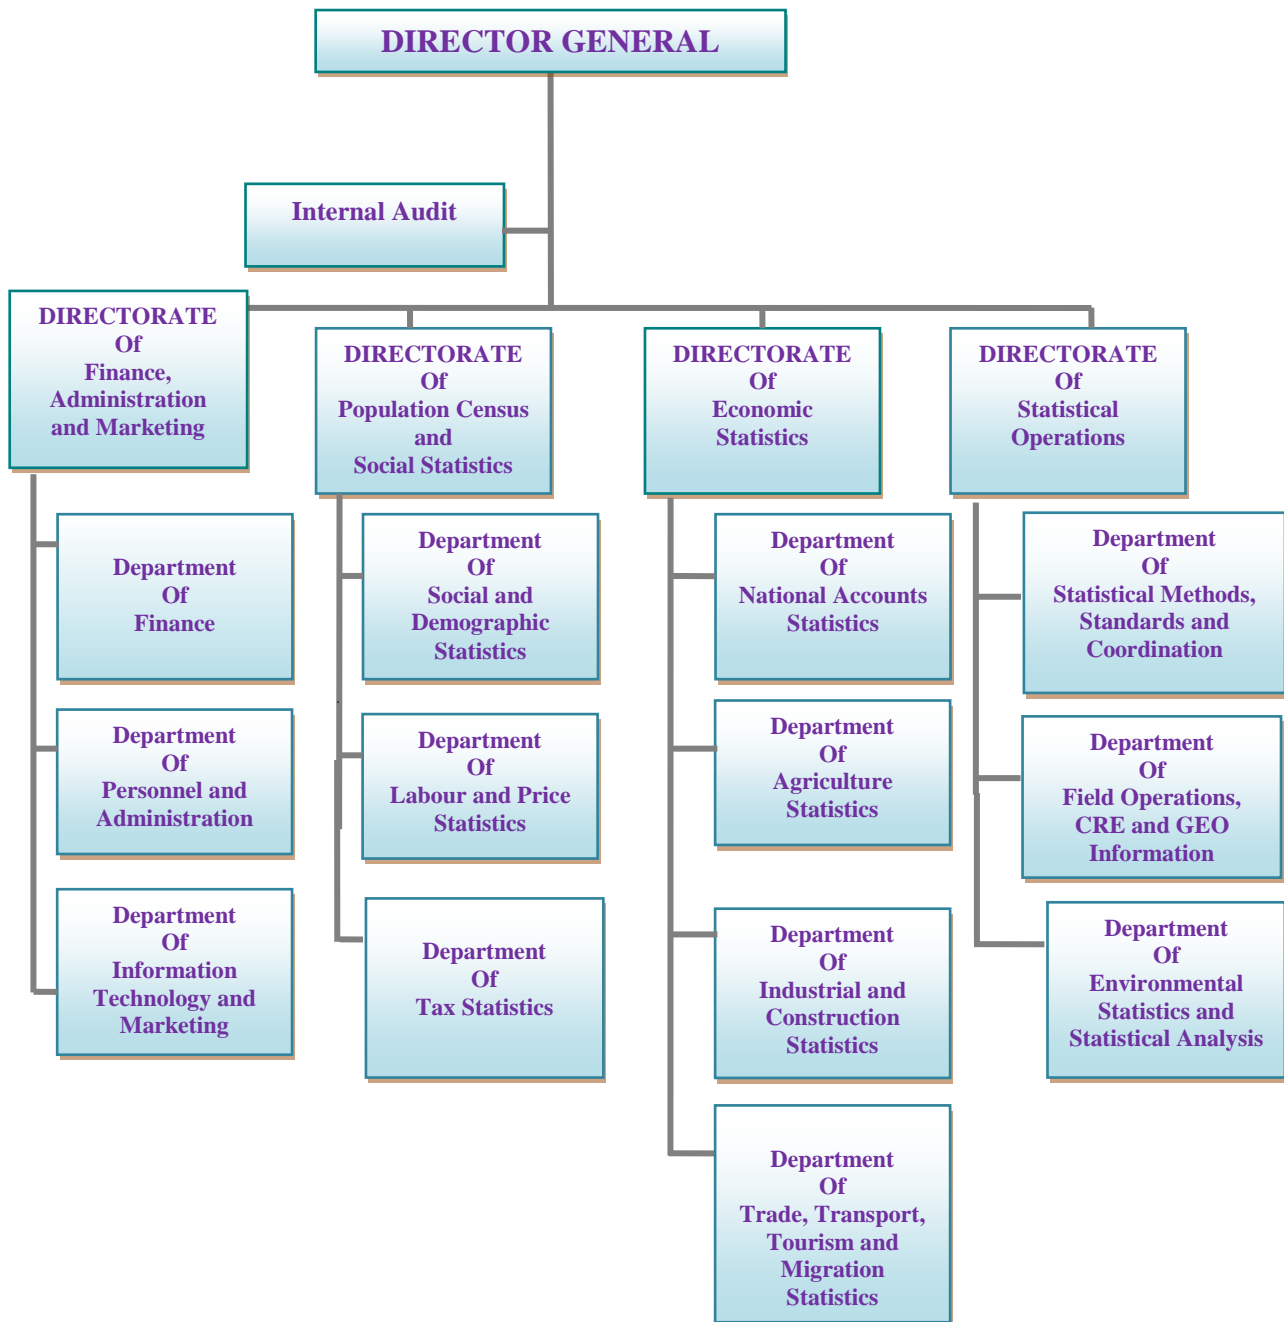 DIRECTOR GENERAL
Internal Audit
DIRECTORATE
Of
Finance,
Administration
and Marketing
DIRECTORATE
Of
Population Census
and
Social Statistics
DIRECTORATE
Of
Economic
Statistics
DIRECTORATE
Of
Statistical
Operations
Department
Of
Finance
Department
Of
Social and
Demographic
Statistics
Department
Of
National Accounts
Statistics
Department
Of
Statistical Methods,
Standards and
Coordination
Department
Of
Personnel and
Administration
Department
Of
Labour and Price
Statistics
Department
Of
Agriculture
Statistics
Department
Of
Field Operations,
CRE and GEO
Information
Department
Of
Information
Technology and
Marketing
Department
Of
Tax Statistics
Department
Of
Industrial and
Construction
Statistics
Department
Of
Environmental
Statistics and
Statistical Analysis
Department
Of
Trade, Transport,
Tourism and
Migration
Statistics